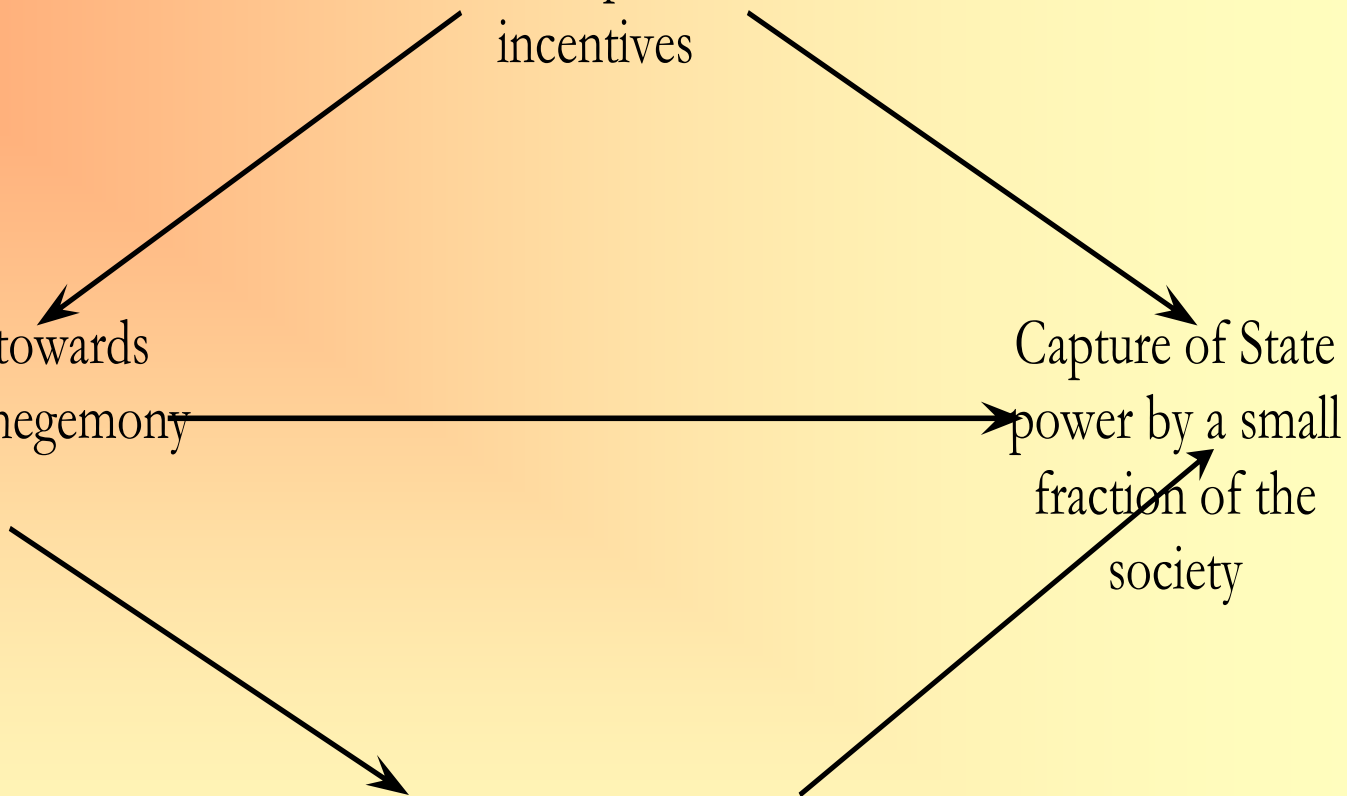 incentives
towards
hegemony
Capture of State
power by a small
fraction of the
society